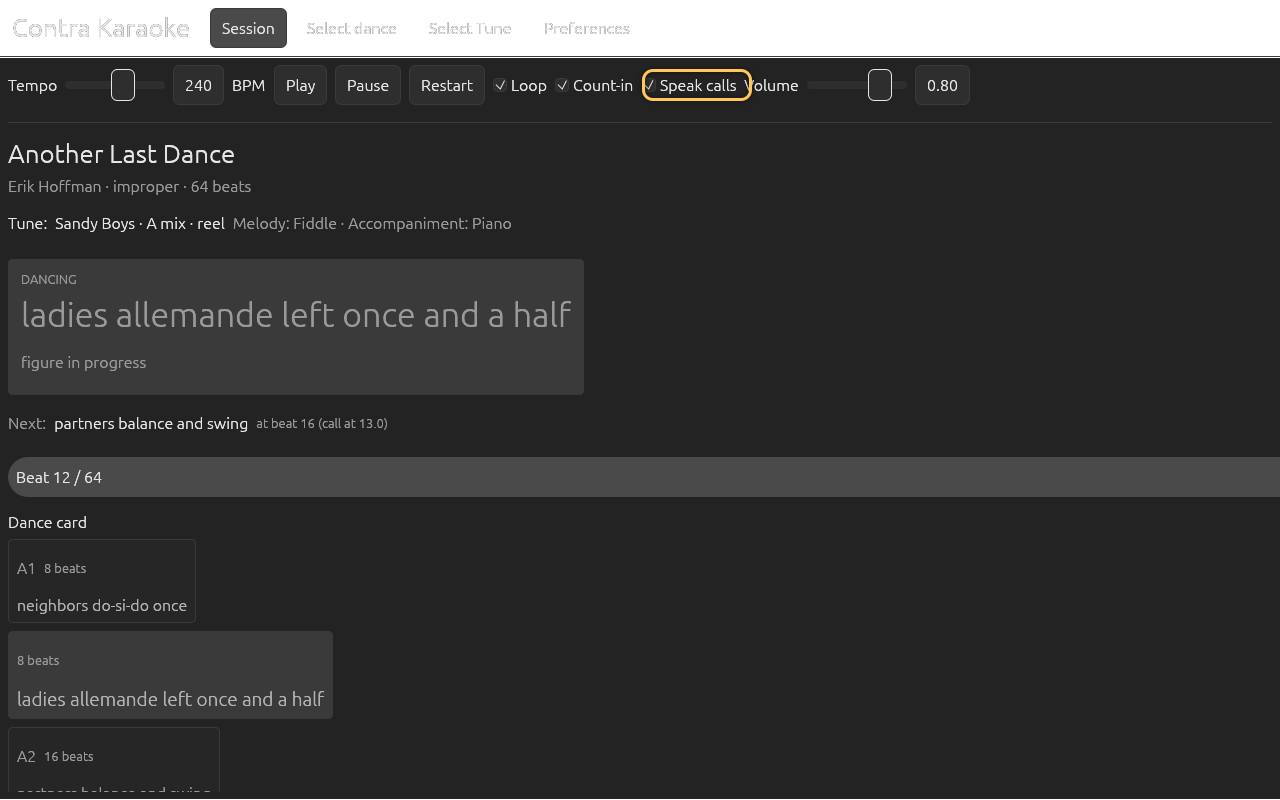 Contra Karaoke Session Select dance Select Tune Preferences
Tempo 240 BPM Play Pause Restart Loop Count-in Speak calls Volume 0.80
Another Last Dance
Erik Hoffman · improper · 64 beats
Tune: Sandy Boys · A mix · reel Melody: Fiddle · Accompaniment: Piano
DANCING
ladies allemande left once and a half
figure in progress
Next: partners balance and swing at beat 16 (call at 13.0)
Beat 12 / 64
Dance card
A1 8 beats
neighbors do-si-do once
8 beats
ladies allemande left once and a half
A2 16 beats
partners balance and swing